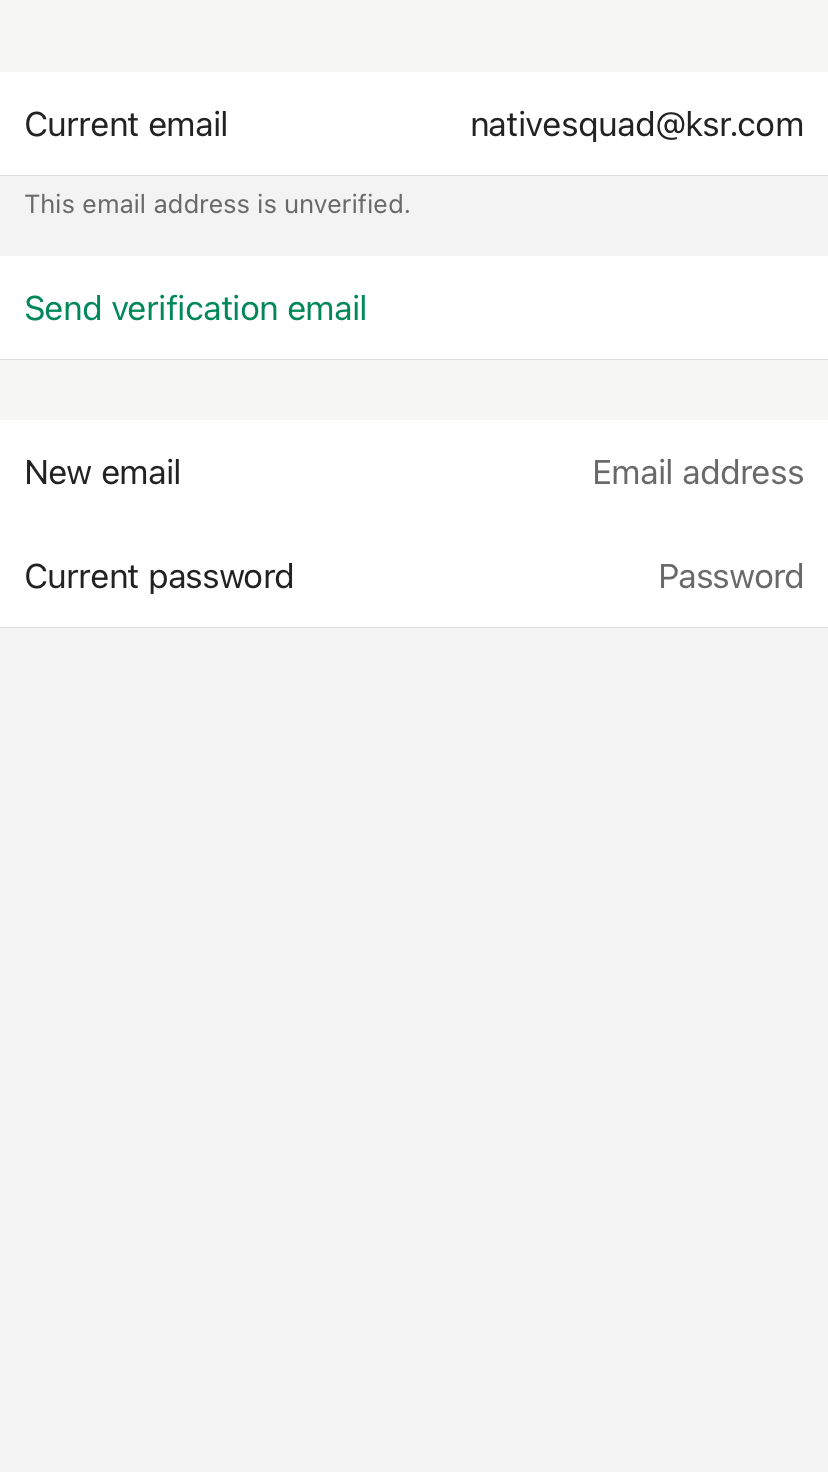 Current email nativesquad@ksr.com
This email address is unverified.
Send verification email
New email Email address
Current password Password